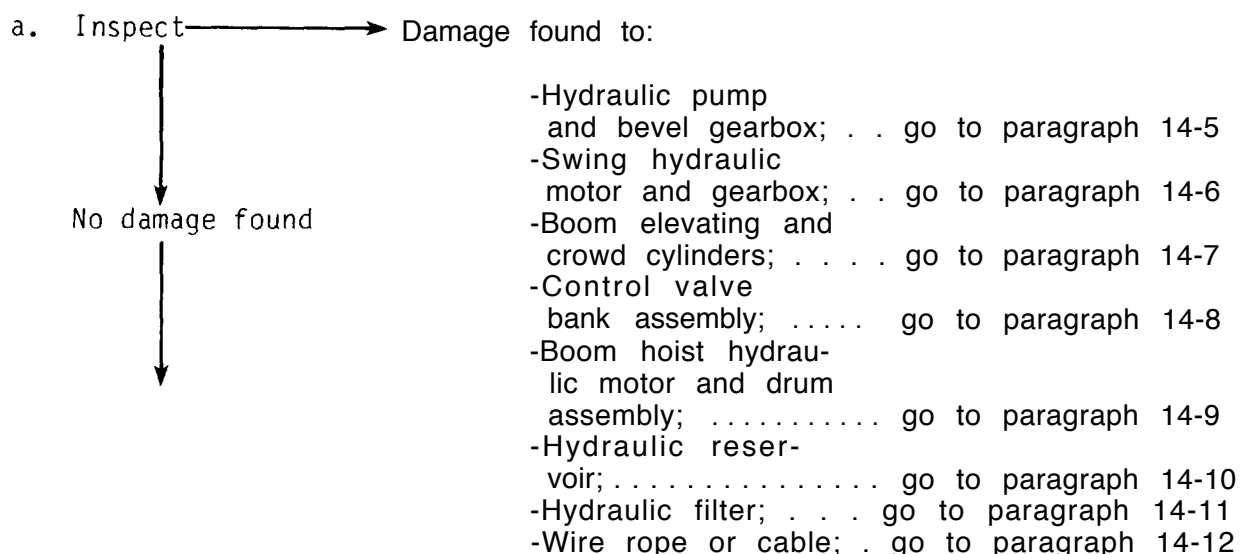 a. Inspect Damage found to:
-Hydraulic pump
and bevel gearbox; . . go to paragraph 14-5
-Swing hydraulic
motor and gearbox; . . go to paragraph 14-6
No damage found
-Boom elevating and
crowd cylinders; . . . . go to paragraph 14-7
-Control valve
bank assembly; ..... go to paragraph 14-8
-Boom hoist hydrau-
lic motor and drum
assembly; ........... go to paragraph 14-9
-Hydraulic reser-
voir; . . . . . . . . . . . . . . . go to paragraph 14-10
-Hydraulic filter; . . . go to paragraph 14-11
-Wire rope or cable; . go to paragraph 14-12